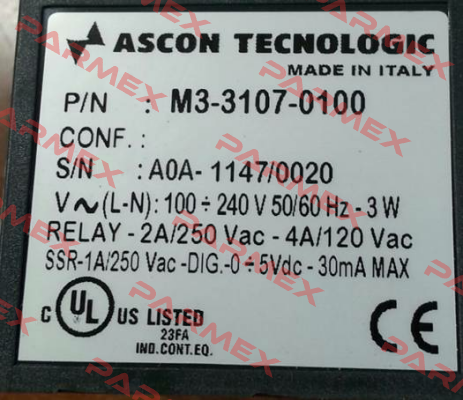 ASCON TECNOLOGIC
MADE IN ITALY
P/N : M3-3107-0100
CONF. :
S/N : A0A-1147/0020
V~(L-N): 100÷240 V 50/60 Hz - 3 W
RELAY - 2A/250 Vac - 4A/120 Vac
SSR-1A/250 Vac -DIG.-0÷5Vdc - 30mA MAX
C UL US LISTED CE
23FA
IND.CONT.EQ.
PARMEX
PARMEX
PARMEX
PARMEX
PARMEX